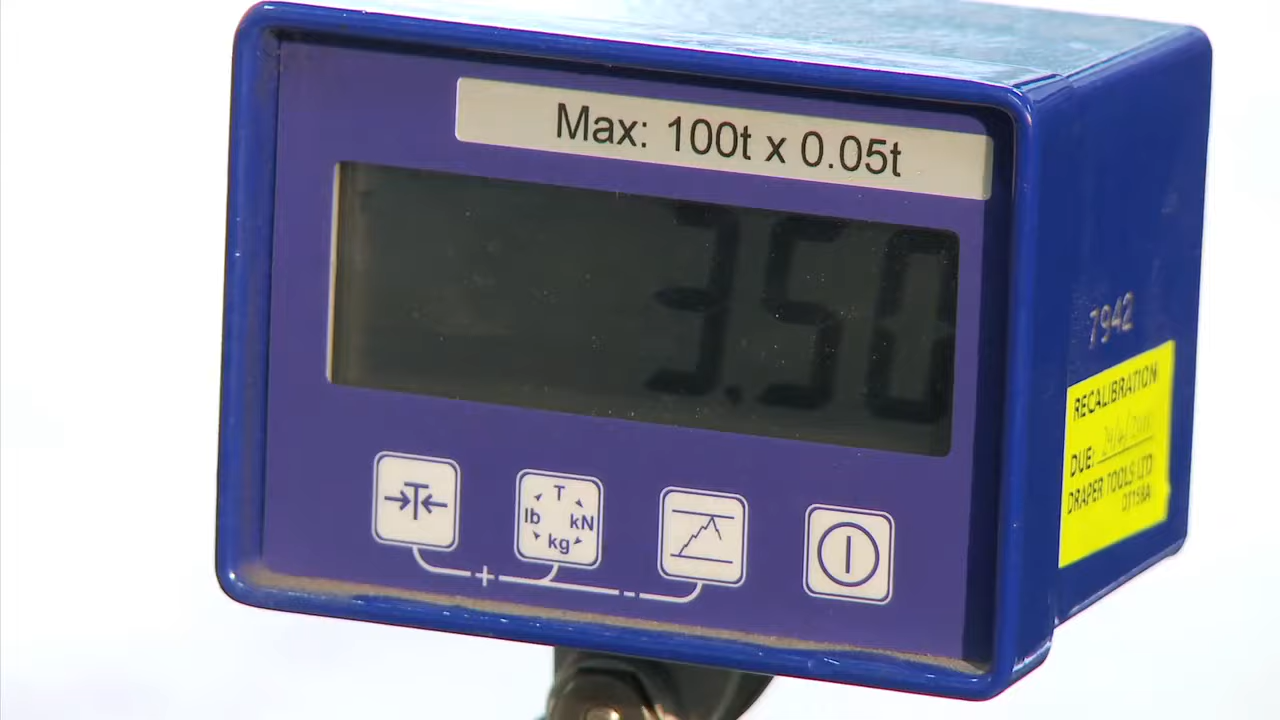 Max: 100t x 0.05t
3.50
7942
RECALIBRATION
DUE:
DRAPER TOOLS LTD
T
T
lb kN
kg
+ -